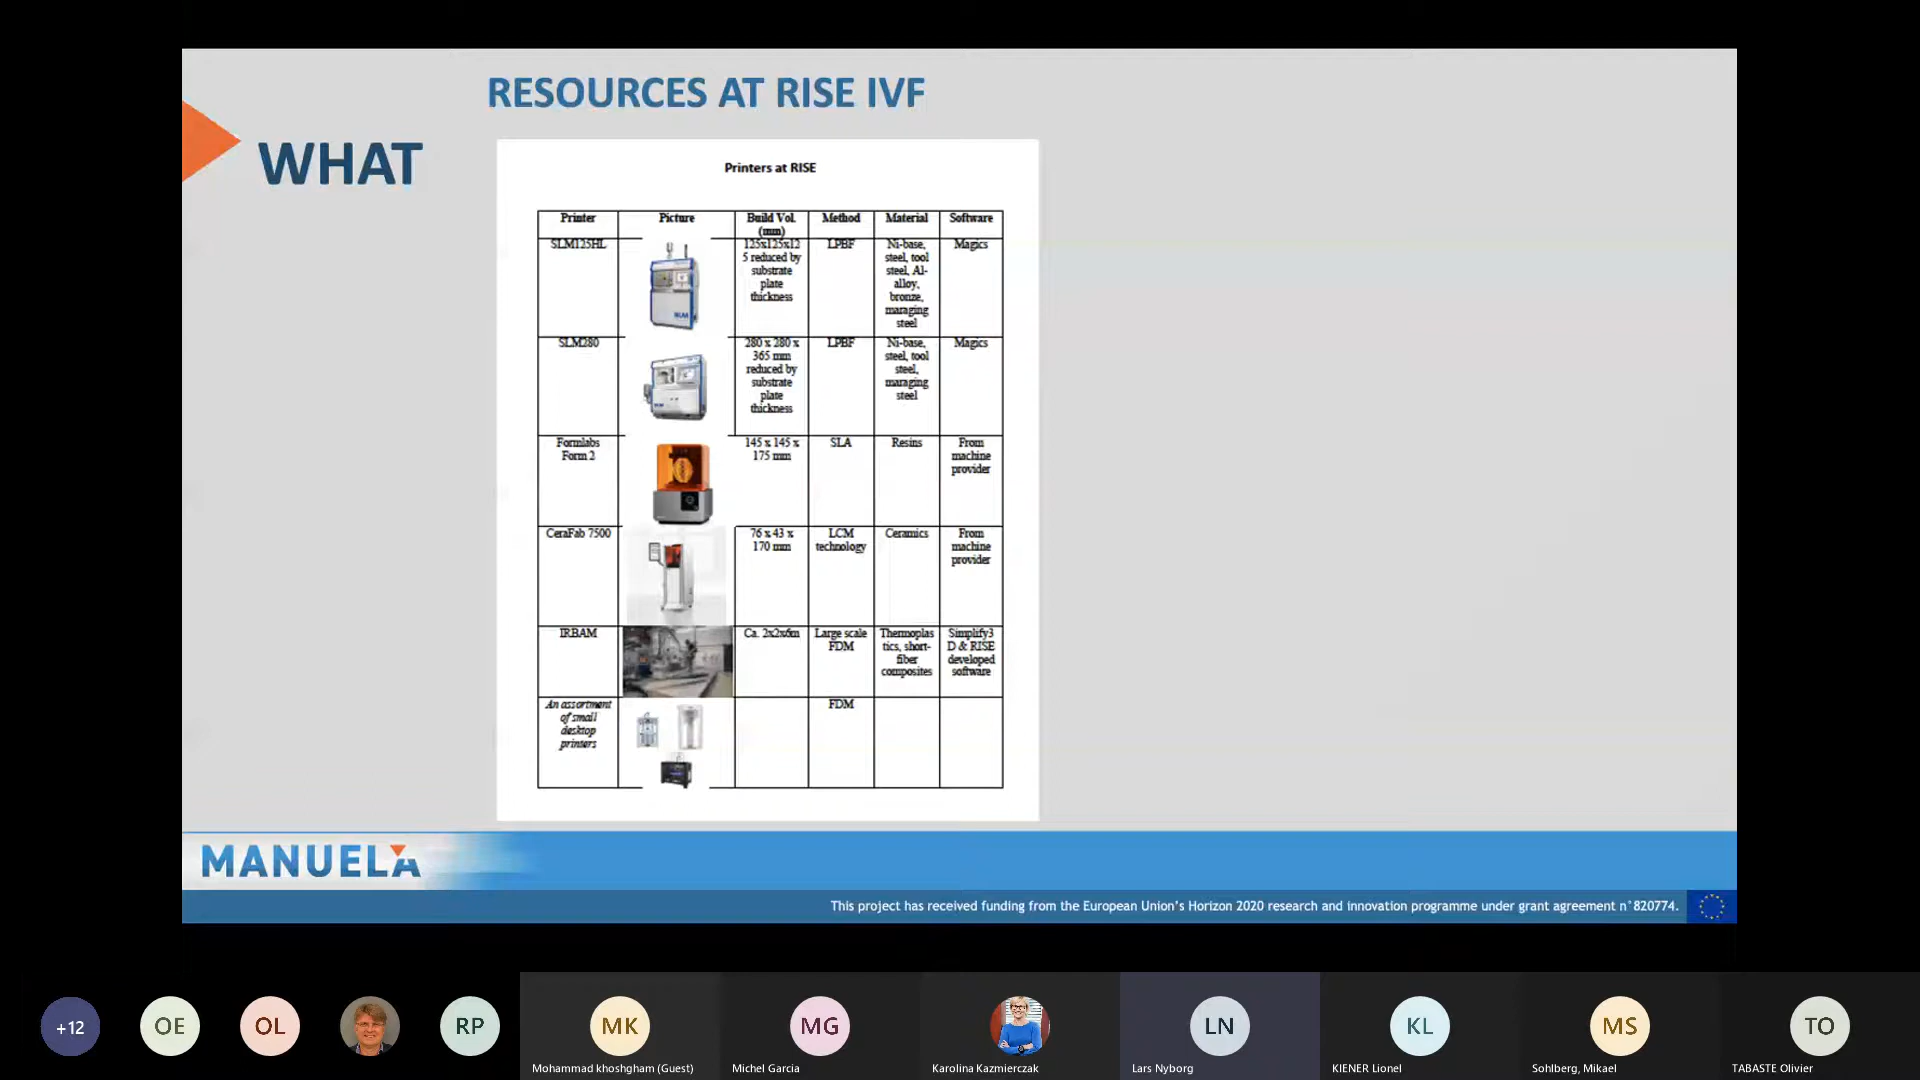 RESOURCES AT RISE IVF
WHAT
Printers at RISE
Printer Picture Build Vol. (mm) Method Material Software
SLM125HL
125x125x12
5 reduced by
substrate
plate
thickness
LPBF
Ni-base,
steel, tool
steel, Al-
alloy,
bronze,
maraging
steel
Magics
SLM280
280 x 280 x
365 mm
reduced by
substrate
plate
thickness
LPBF
Ni-base,
steel, tool
steel,
maraging
steel
Magics
Formlabs
Form 2
145 x 145 x
175 mm
SLA
Resins
From
machine
provider
CeraFab 7500
76 x 43 x
170 mm
LCM
technology
Ceramics
From
machine
provider
IRBAM
Ca. 2x2x6m
Large scale
FDM
Thermoplas
tics, short-
fiber
composites
Simplify3
D & RISE
developed
software
An assortment
of small
desktop
printers
FDM
MANUELA
This project has received funding from the European Union's Horizon 2020 research and innovation programme under grant agreement n°820774.
+12
OE
OL
RP
MK
MG
LN
KL
MS
TO
Mohammad khoshgham (Guest)
Michel Garcia
Karolina Kazmierczak
Lars Nyborg
KIENER Lionel
Sohlberg, Mikael
TABASTE Olivier